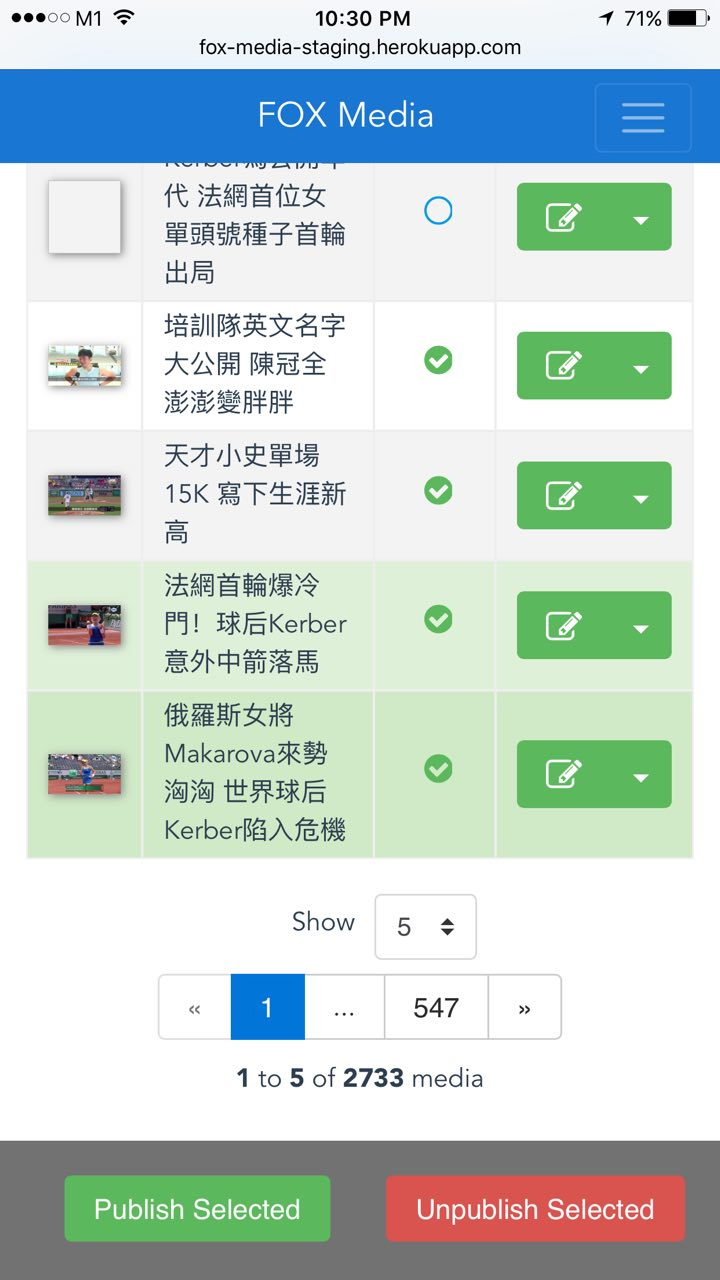 M1
10:30 PM
71%
fox-media-staging.herokuapp.com
FOX Media
代 法網首位女
單頭號種子首輪
出局
培訓隊英文名字
大公開 陳冠全
澎澎變胖胖
天才小史單場
15K 寫下生涯新
高
法網首輪爆冷
門！球后Kerber
意外中箭落馬
俄羅斯女將
Makarova來勢
洶洶 世界球后
Kerber陷入危機
Show
5
« 1 ... 547 »
1 to 5 of 2733 media
Publish Selected
Unpublish Selected